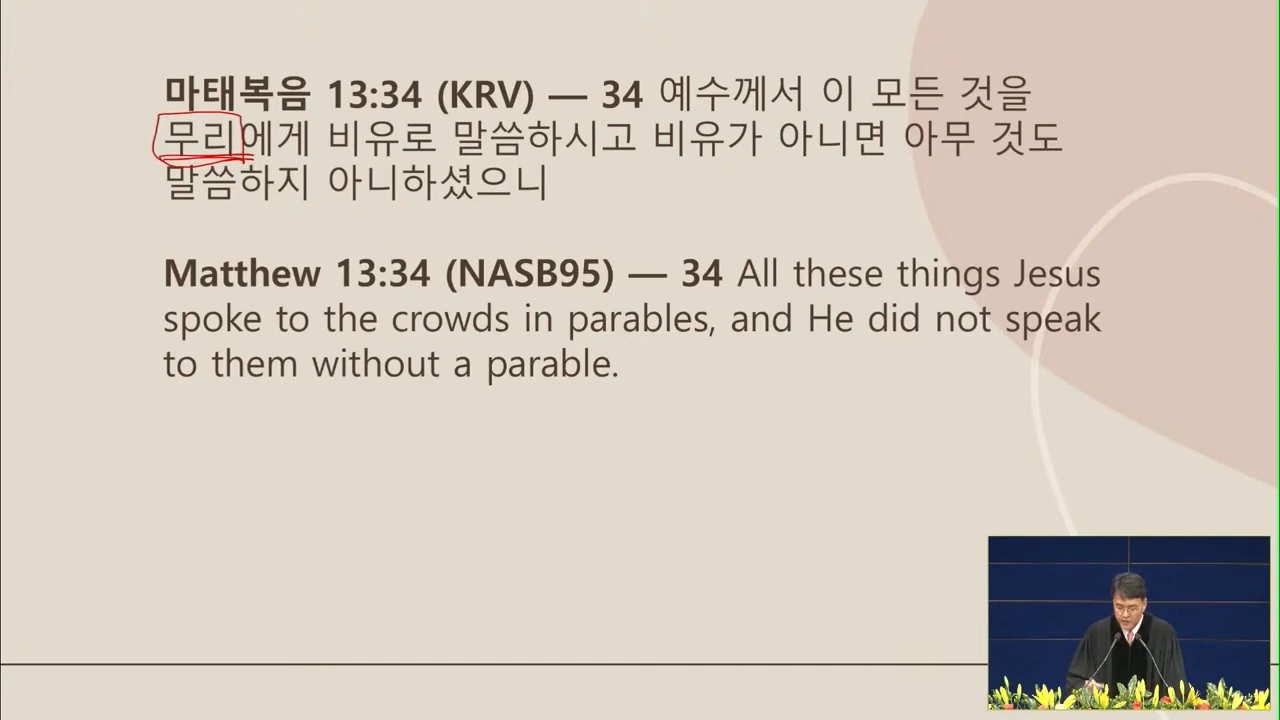 마태복음 13:34 (KRV) — 34 예수께서 이 모든 것을
무리에게 비유로 말씀하시고 비유가 아니면 아무 것도
말씀하지 아니하셨으니
Matthew 13:34 (NASB95) — 34 All these things Jesus
spoke to the crowds in parables, and He did not speak
to them without a parable.